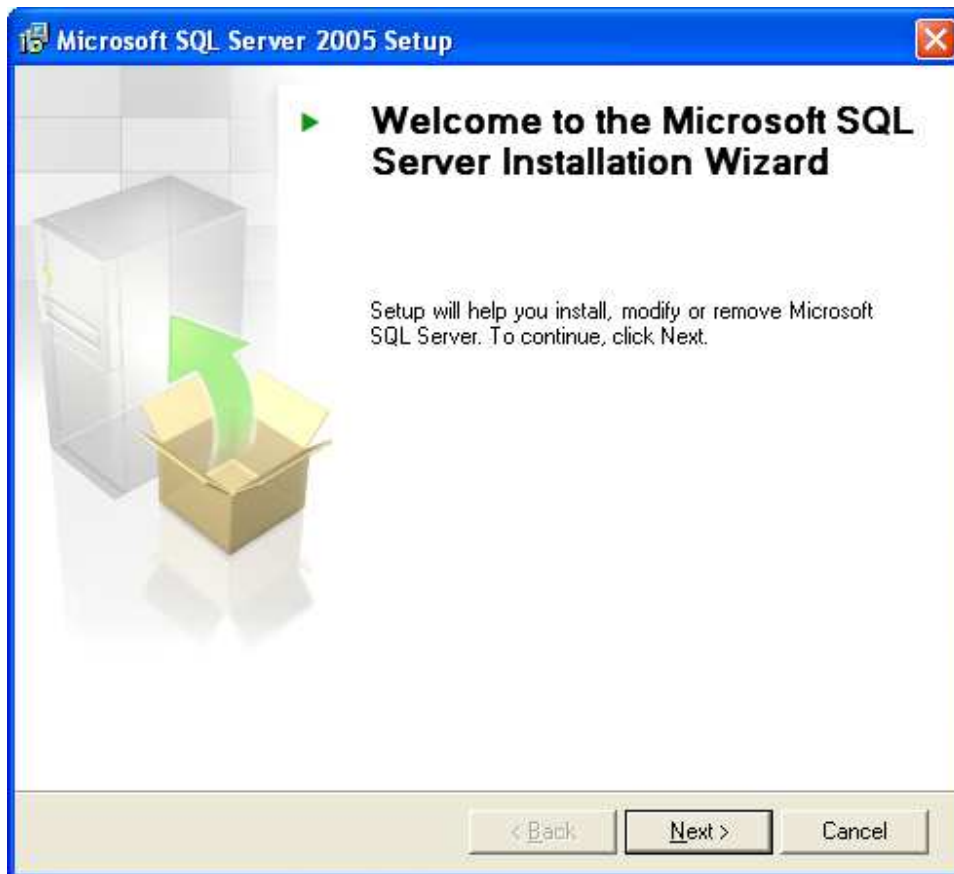 Microsoft SQL Server 2005 Setup
Welcome to the Microsoft SQL
Server Installation Wizard
Setup will help you install, modify or remove Microsoft
SQL Server. To continue, click Next.
< Back
Next >
Cancel